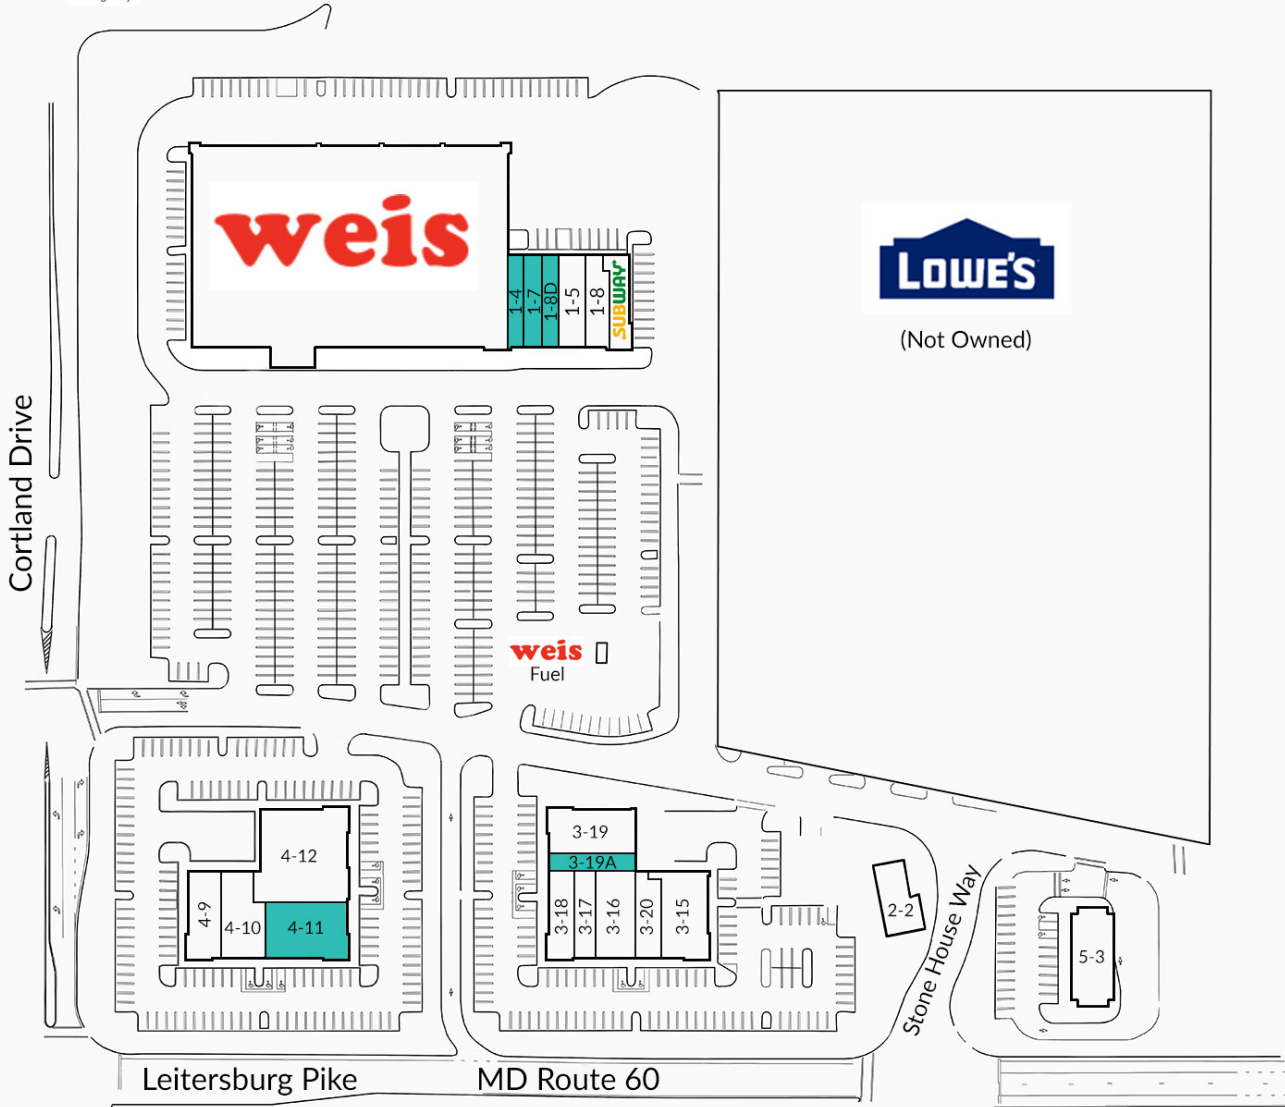 weis
1-4
1-7
1-8D
1-5
1-8
SUBWAY
LOWE'S
(Not Owned)
Cortland Drive
weis
Fuel
4-12
4-9
4-10
4-11
3-19
3-19A
3-18
3-17
3-16
3-20
3-15
2-2
Stone House Way
5-3
Leitersburg Pike
MD Route 60